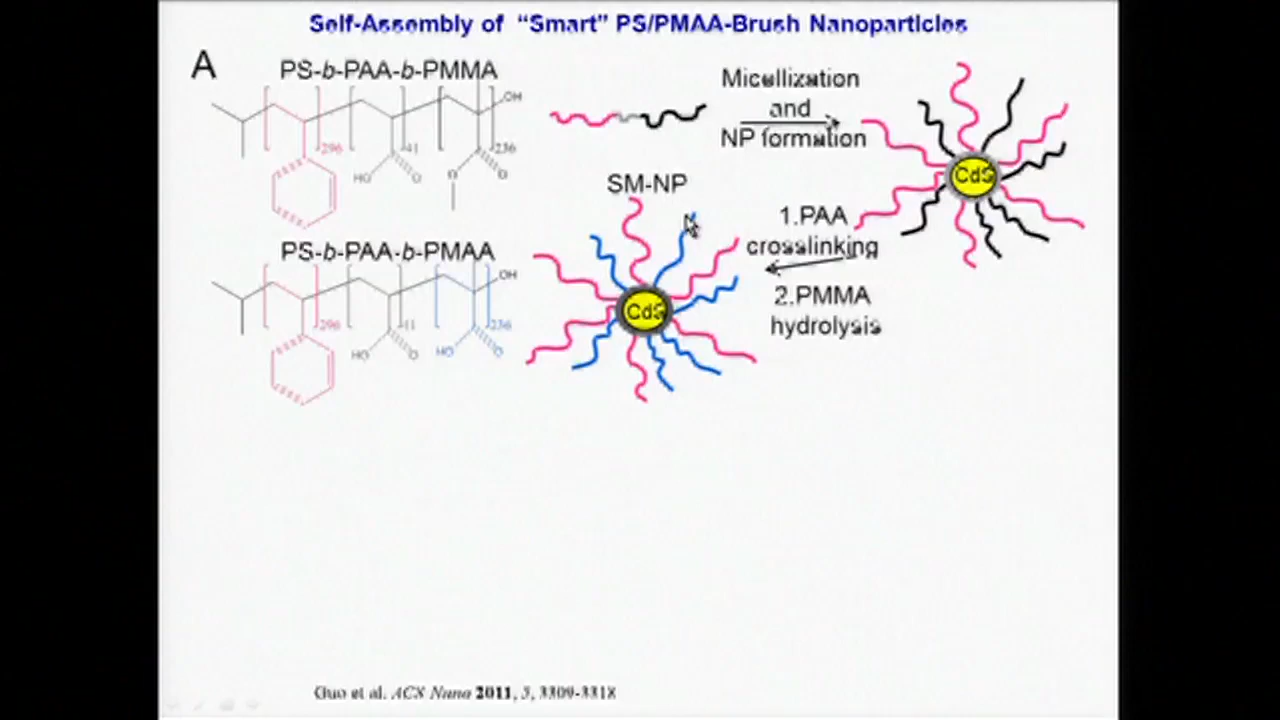 Self-Assembly of “Smart” PS/PMAA-Brush Nanoparticles
A
PS-b-PAA-b-PMMA
OH
296
41
236
HO
O
O
O
Micellization
and
NP formation
CdS
SM-NP
1.PAA
crosslinking
2.PMMA
hydrolysis
CdS
PS-b-PAA-b-PMAA
OH
296
41
236
HO
O
HO
O
Guo et al. ACS Nano 2011, 5, 3309-3318